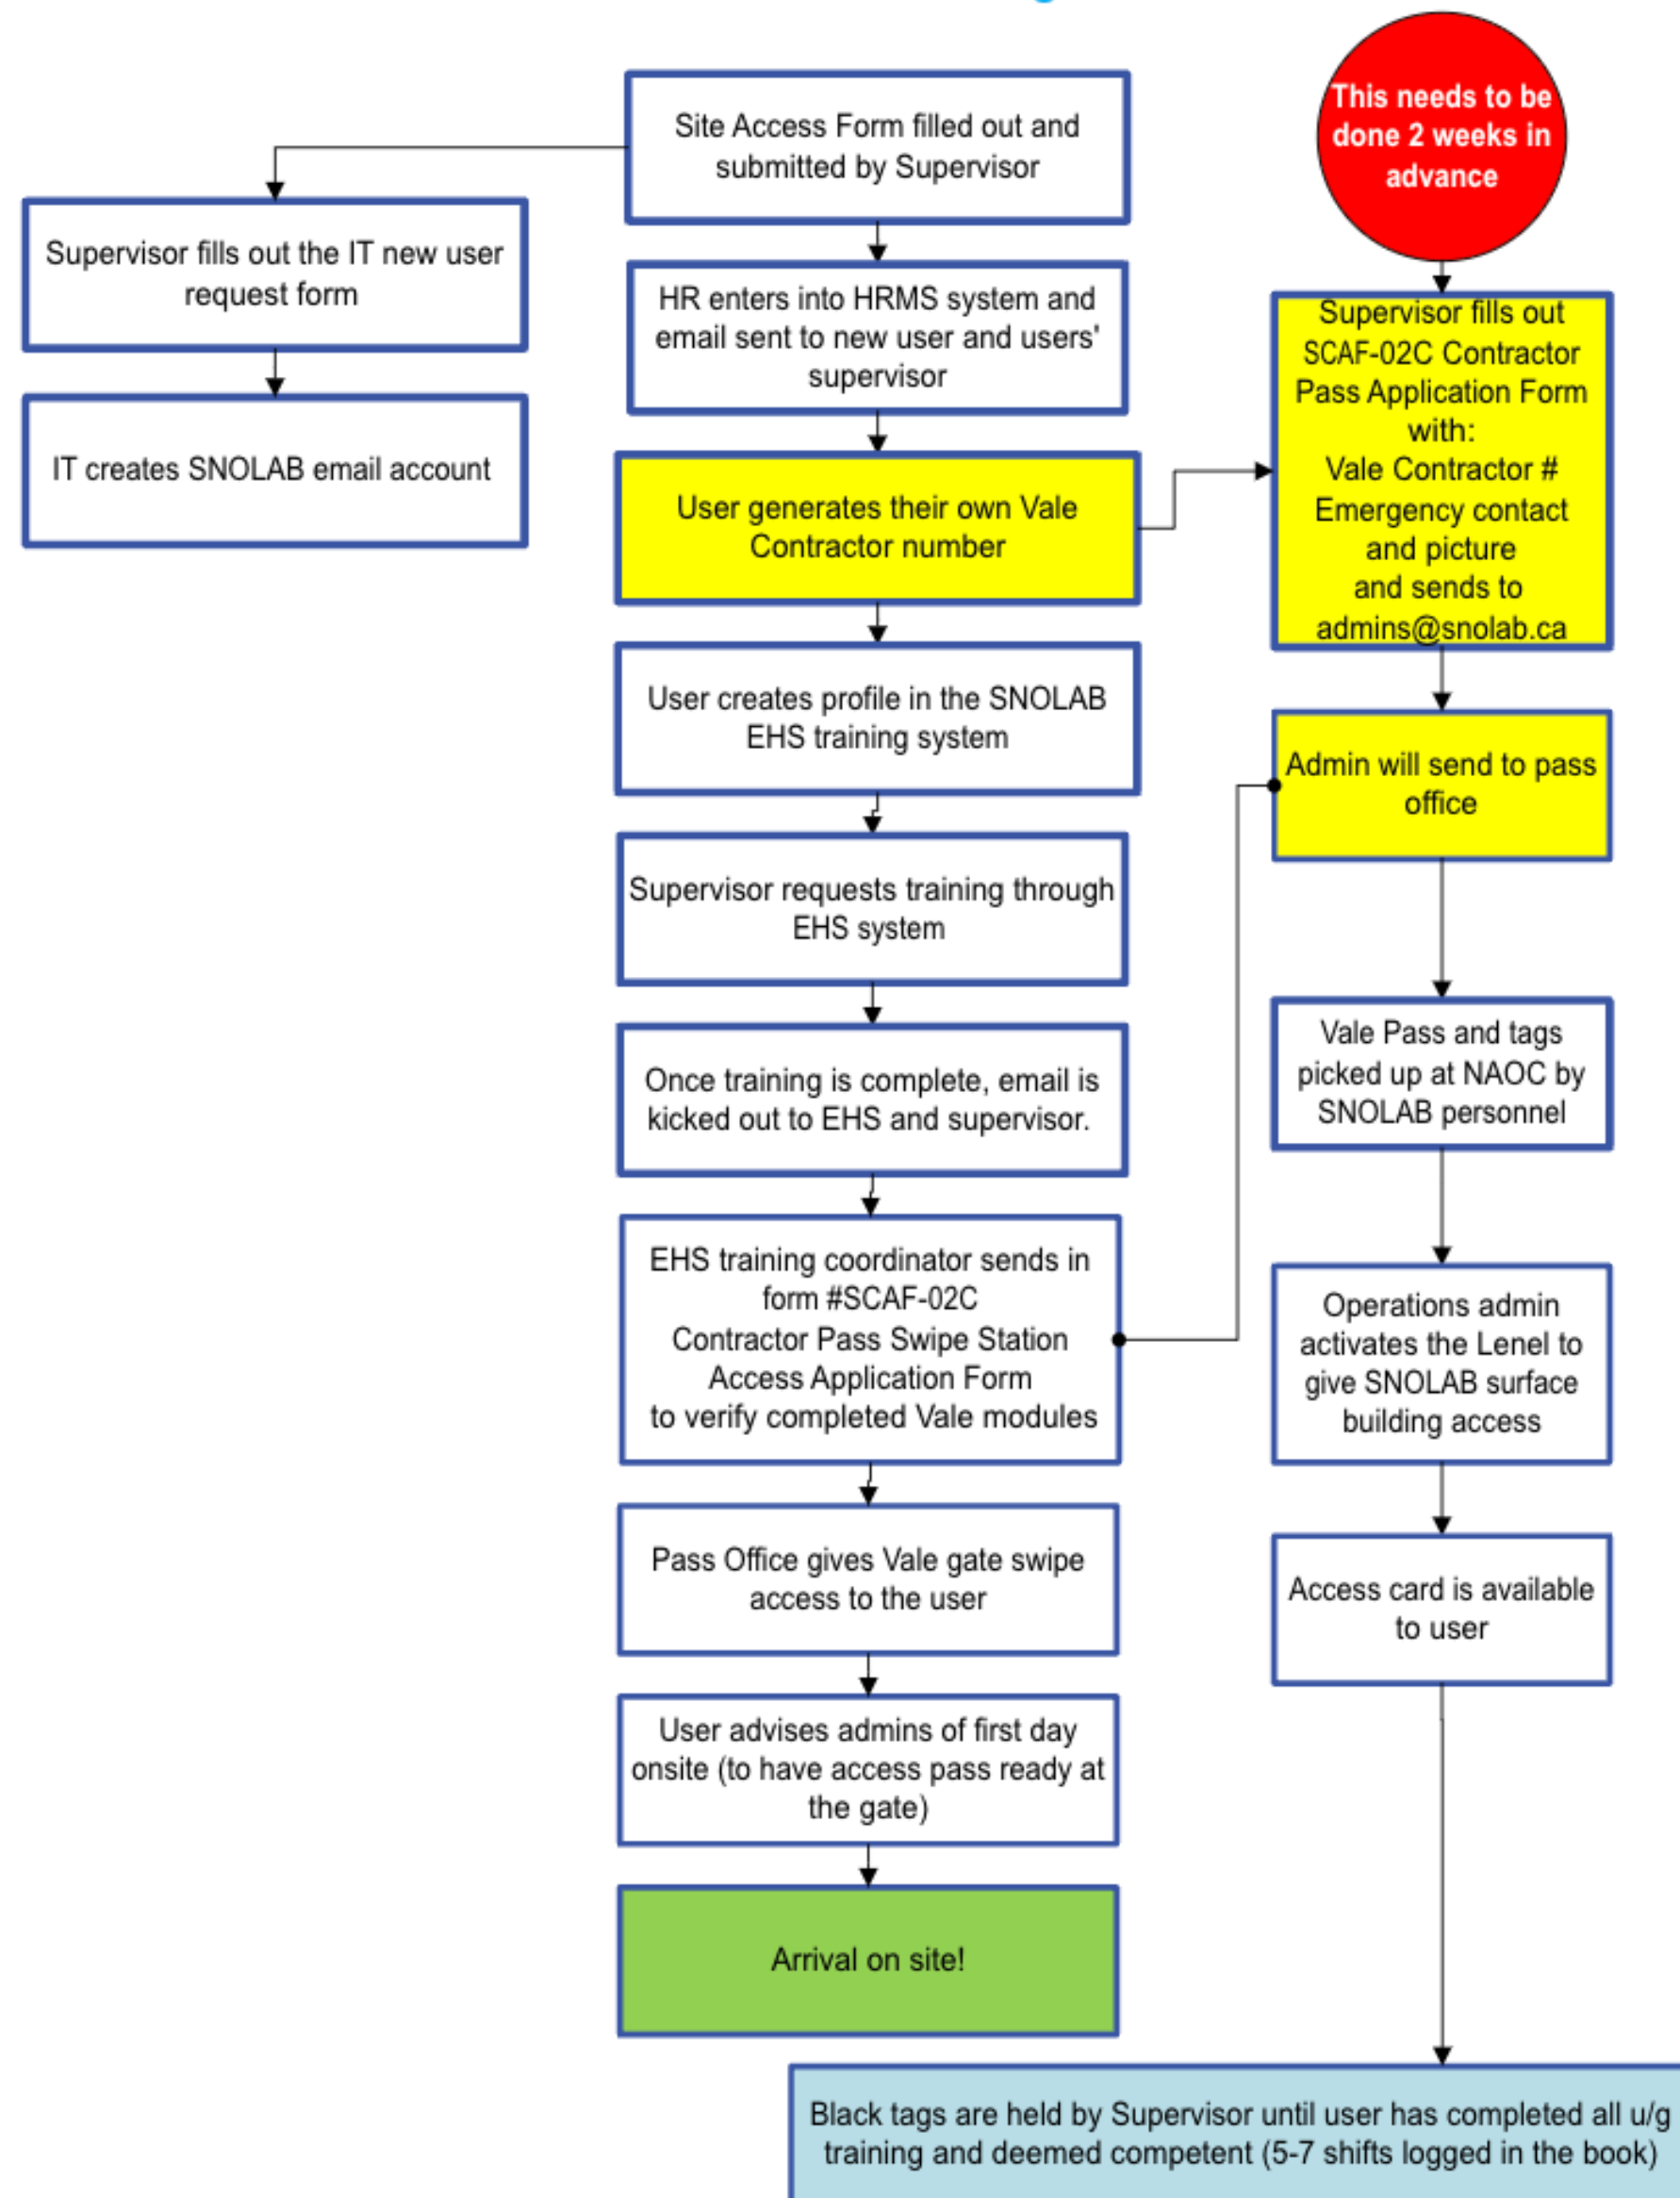 This needs to be
done 2 weeks in
advance
Site Access Form filled out and
submitted by Supervisor
Supervisor fills out the IT new user
request form
IT creates SNOLAB email account
HR enters into HRMS system and
email sent to new user and users'
supervisor
User generates their own Vale
Contractor number
Supervisor fills out
SCAF-02C Contractor
Pass Application Form
with:
Vale Contractor #
Emergency contact
and picture
and sends to
admins@snolab.ca
User creates profile in the SNOLAB
EHS training system
Admin will send to pass
office
Supervisor requests training through
EHS system
Once training is complete, email is
kicked out to EHS and supervisor.
Vale Pass and tags
picked up at NAOC by
SNOLAB personnel
EHS training coordinator sends in
form #SCAF-02C
Contractor Pass Swipe Station
Access Application Form
to verify completed Vale modules
Operations admin
activates the Lenel to
give SNOLAB surface
building access
Pass Office gives Vale gate swipe
access to the user
Access card is available
to user
User advises admins of first day
onsite (to have access pass ready at
the gate)
Arrival on site!
Black tags are held by Supervisor until user has completed all u/g
training and deemed competent (5-7 shifts logged in the book)